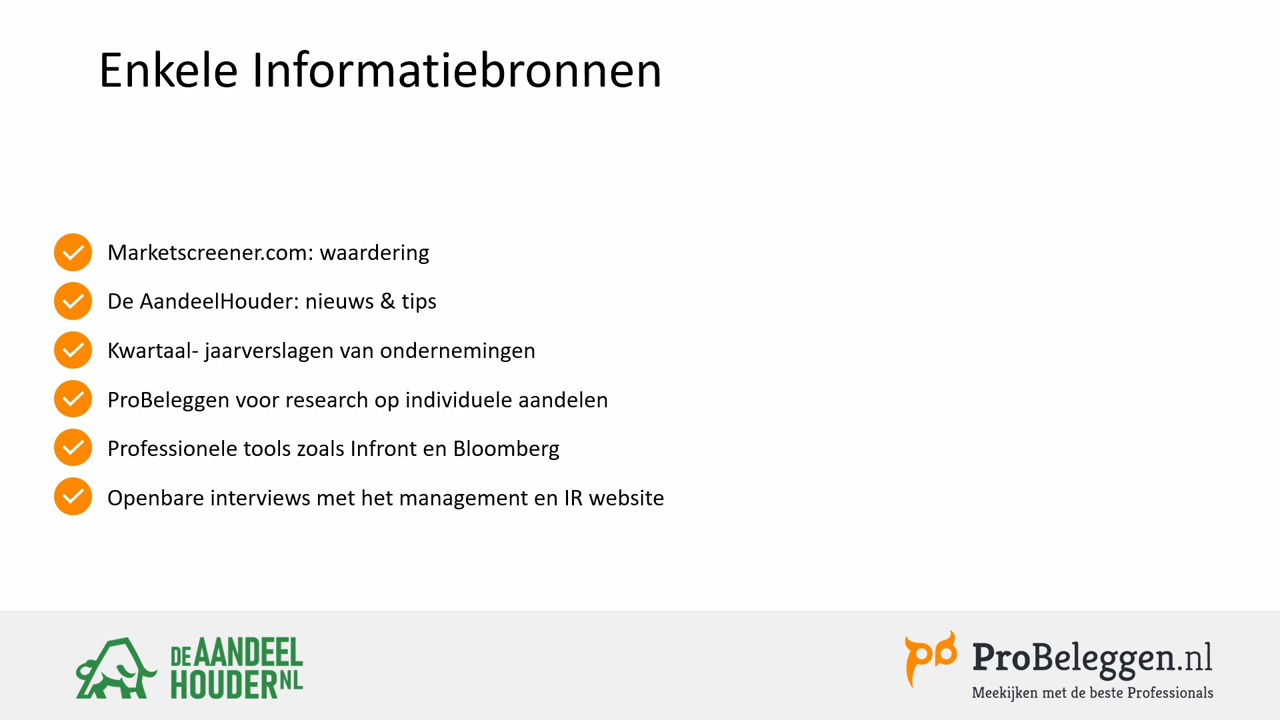 Enkele Informatiebronnen
Marketscreener.com: waardering
De AandeelHouder: nieuws & tips
Kwartaal- jaarverslagen van ondernemingen
ProBeleggen voor research op individuele aandelen
Professionele tools zoals Infront en Bloomberg
Openbare interviews met het management en IR website
DE AANDEEL
HOUDER NL
ProBeleggen.nl
Meekijken met de beste Professionals